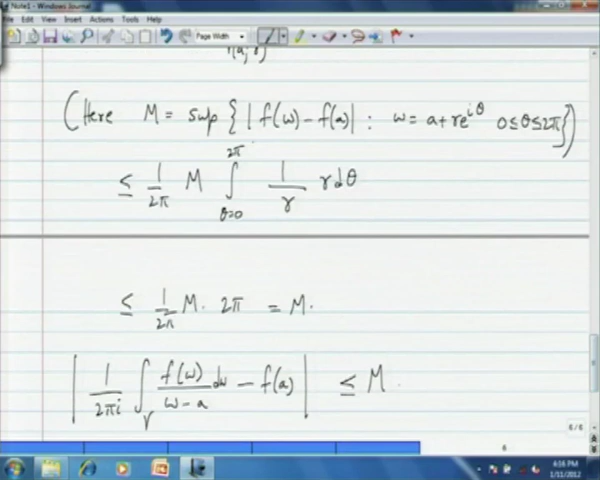 Note1 - Windows Journal
File Edit View Insert Actions Tools Help
Page Width
γ(a; r)
(Here M = sup { | f(w) - f(a)| : w = a + re^{iθ} 0 ≤ θ ≤ 2π})
≤ 1/2π M ∫_{θ=0}^{2π} 1/r r dθ
≤ 1/2π M · 2π = M.
| 1/2πi ∫_γ f(w)/(w-a) dw - f(a) | ≤ M.
6/6
6
4:08 PM
1/11/2012